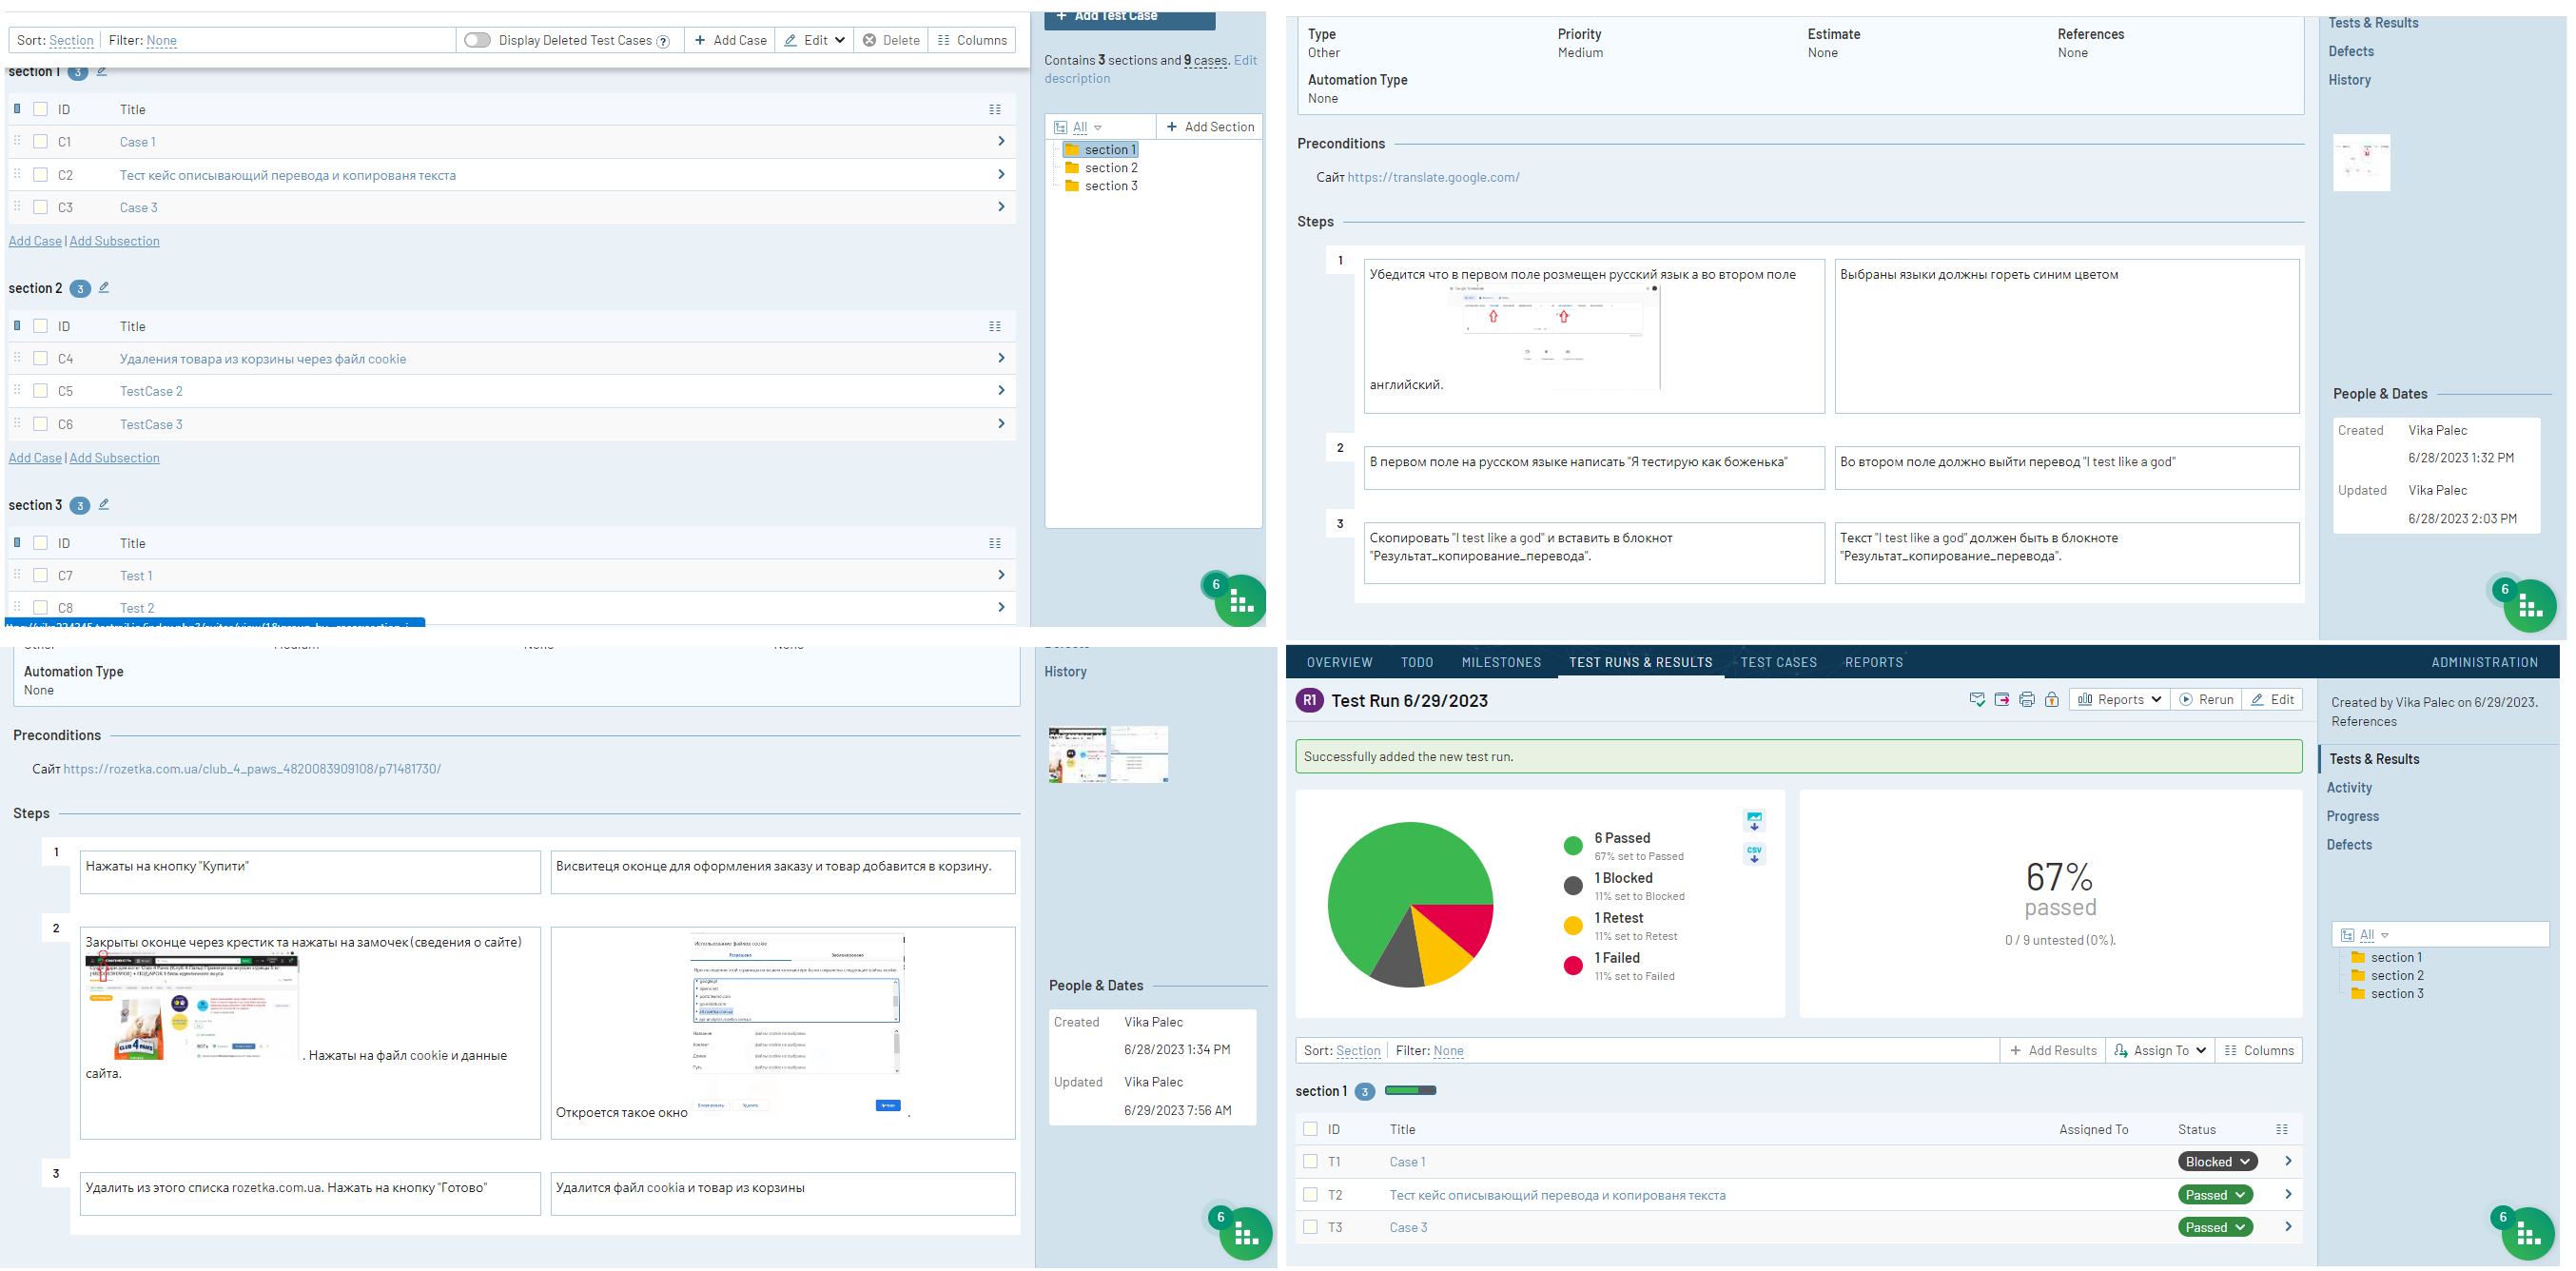 + Add Test Case
Sort: Section | Filter: None
Display Deleted Test Cases ?
+ Add Case
Edit
Delete
Columns
section 1 3
ID Title
C1 Case 1
C2 Тест кейс описывающий перевода и копированя текста
C3 Case 3
Add Case | Add Subsection
section 2 3
ID Title
C4 Удаления товара из корзины через файл cookie
C5 TestCase 2
C6 TestCase 3
Add Case | Add Subsection
section 3 3
ID Title
C7 Test 1
C8 Test 2
Contains 3 sections and 9 cases. Edit
description
All
+ Add Section
section 1
section 2
section 3
6
Type Priority Estimate References
Other Medium None None
Automation Type
None
Preconditions
Сайт https://translate.google.com/
Steps
1
Убедится что в первом поле розмещен русский язык а во втором поле
английский.
Выбраны языки должны гореть синим цветом
2
В первом поле на русском языке написать "Я тестирую как боженька"
Во втором поле должно выйти перевод "I test like a god"
3
Скопировать "I test like a god" и вставить в блокнот
"Результат_копирование_перевода".
Текст "I test like a god" должен быть в блокноте
"Результат_копирование_перевода".
Tests & Results
Defects
History
People & Dates
Created Vika Palec
6/28/2023 1:32 PM
Updated Vika Palec
6/28/2023 2:03 PM
6
Automation Type
None
Preconditions
Сайт https://rozetka.com.ua/club_4_paws_4820083909108/p71481730/
Steps
1
Нажаты на кнопку "Купити"
Висвитеця оконце для оформления заказу и товар добавится в корзину.
2
Закрыты оконце через крестик та нажаты на замочек (сведения о сайте)
. Нажаты на файл cookie и данные
сайта.
Откроется такое окно
.
3
Удалить из этого списка rozetka.com.ua. Нажать на кнопку "Готово"
Удалится файл cookia и товар из корзины
History
People & Dates
Created Vika Palec
6/28/2023 1:34 PM
Updated Vika Palec
6/29/2023 7:56 AM
6
OVERVIEW TODO MILESTONES TEST RUNS & RESULTS TEST CASES REPORTS ADMINISTRATION
R1 Test Run 6/29/2023
Reports
Rerun
Edit
Successfully added the new test run.
6 Passed
67% set to Passed
1 Blocked
11% set to Blocked
1 Retest
11% set to Retest
1 Failed
11% set to Failed
CSV
67%
passed
0 / 9 untested (0%).
Sort: Section | Filter: None
+ Add Results
Assign To
Columns
section 1 3
ID Title Assigned To Status
T1 Case 1 Blocked
T2 Тест кейс описывающий перевода и копированя текста Passed
T3 Case 3 Passed
Created by Vika Palec on 6/29/2023.
References
Tests & Results
Activity
Progress
Defects
All
section 1
section 2
section 3
6